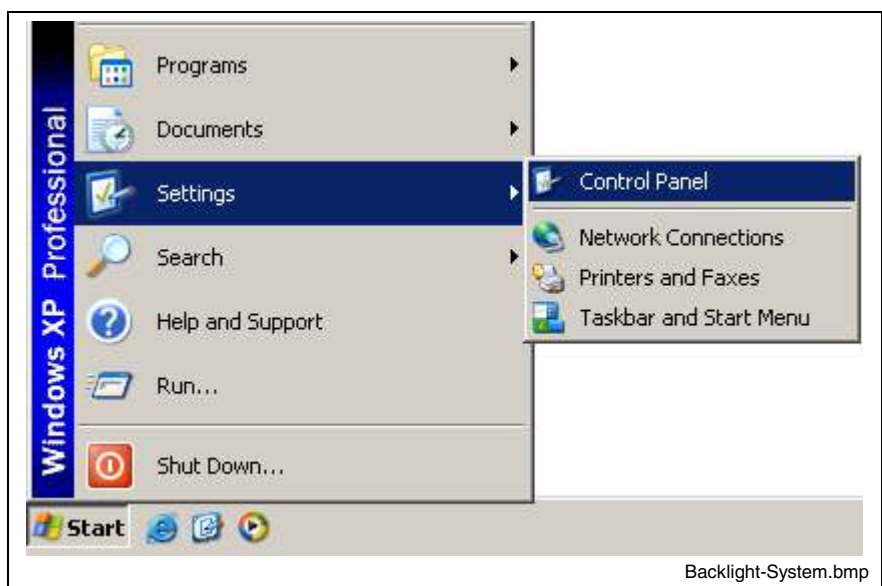 Windows XP Professional
Programs
Documents
Settings
Search
Help and Support
Run...
Shut Down...
Control Panel
Network Connections
Printers and Faxes
Taskbar and Start Menu
Start
Backlight-System.bmp